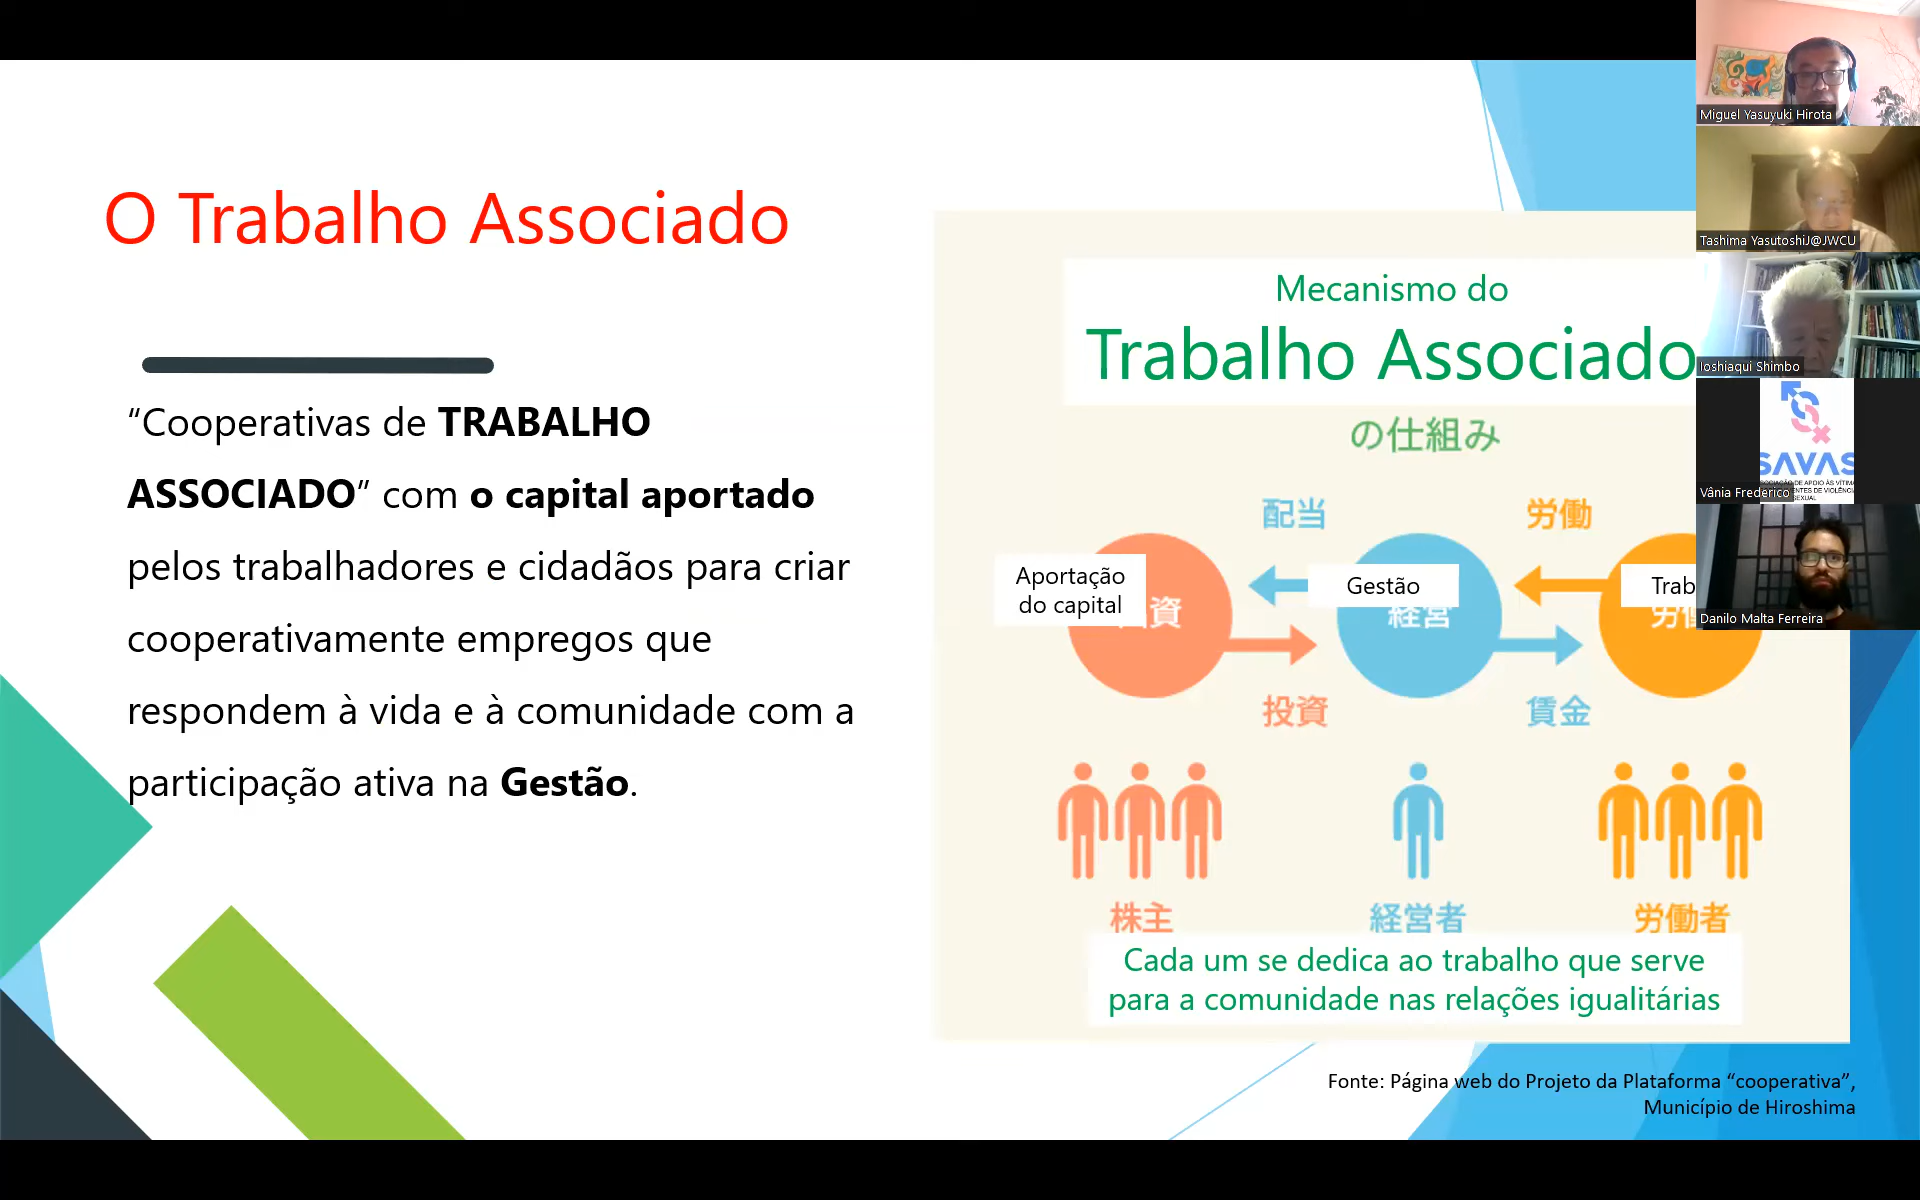 O Trabalho Associado
“Cooperativas de TRABALHO
ASSOCIADO” com o capital aportado
pelos trabalhadores e cidadãos para criar
cooperativamente empregos que
respondem à vida e à comunidade com a
participação ativa na Gestão.
Mecanismo do
Trabalho Associado
の仕組み
配当
労働
Aportação
do capital
資
Gestão
経営
Trab
労
投資
賃金
株主
経営者
労働者
Cada um se dedica ao trabalho que serve
para a comunidade nas relações igualitárias
Fonte: Página web do Projeto da Plataforma “cooperativa”,
Município de Hiroshima
Miguel Yasuyuki Hirota
Tashima YasutoshiJ@JWCU
Ioshiaqui Shimbo
SAVAS
Vânia Frederico
SEXUAL
Danilo Malta Ferreira